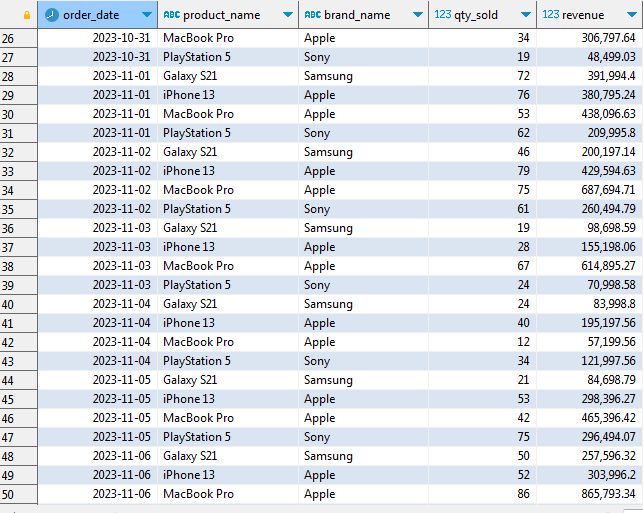 order_date ABC product_name ABC brand_name 123 qty_sold 123 revenue
26 2023-10-31 MacBook Pro Apple 34 306,797.64
27 2023-10-31 PlayStation 5 Sony 19 48,499.03
28 2023-11-01 Galaxy S21 Samsung 72 391,994.4
29 2023-11-01 iPhone 13 Apple 76 380,795.24
30 2023-11-01 MacBook Pro Apple 53 438,096.63
31 2023-11-01 PlayStation 5 Sony 62 209,995.8
32 2023-11-02 Galaxy S21 Samsung 46 200,197.14
33 2023-11-02 iPhone 13 Apple 79 429,594.63
34 2023-11-02 MacBook Pro Apple 75 687,694.71
35 2023-11-02 PlayStation 5 Sony 61 260,494.79
36 2023-11-03 Galaxy S21 Samsung 19 98,698.59
37 2023-11-03 iPhone 13 Apple 28 155,198.06
38 2023-11-03 MacBook Pro Apple 67 614,895.27
39 2023-11-03 PlayStation 5 Sony 24 70,998.58
40 2023-11-04 Galaxy S21 Samsung 24 83,998.8
41 2023-11-04 iPhone 13 Apple 40 195,197.56
42 2023-11-04 MacBook Pro Apple 12 57,199.56
43 2023-11-04 PlayStation 5 Sony 34 121,997.56
44 2023-11-05 Galaxy S21 Samsung 21 84,698.79
45 2023-11-05 iPhone 13 Apple 53 298,396.27
46 2023-11-05 MacBook Pro Apple 42 465,396.42
47 2023-11-05 PlayStation 5 Sony 75 296,494.07
48 2023-11-06 Galaxy S21 Samsung 50 257,596.32
49 2023-11-06 iPhone 13 Apple 52 303,996.2
50 2023-11-06 MacBook Pro Apple 86 865,793.34